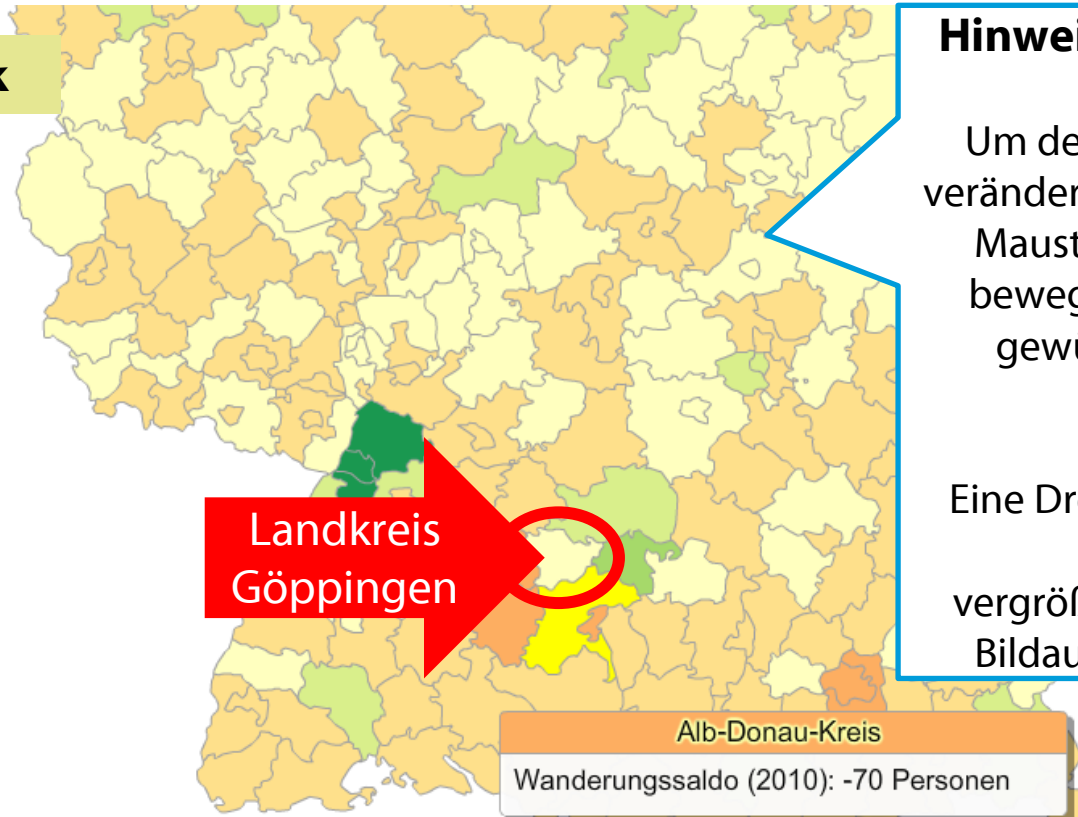 k
Hinwei
Um de
veränder
Maust
beweg
gewü
Eine Dr
vergröß
Bildau
Landkreis
Göppingen
Alb-Donau-Kreis
Wanderungssaldo (2010): -70 Personen